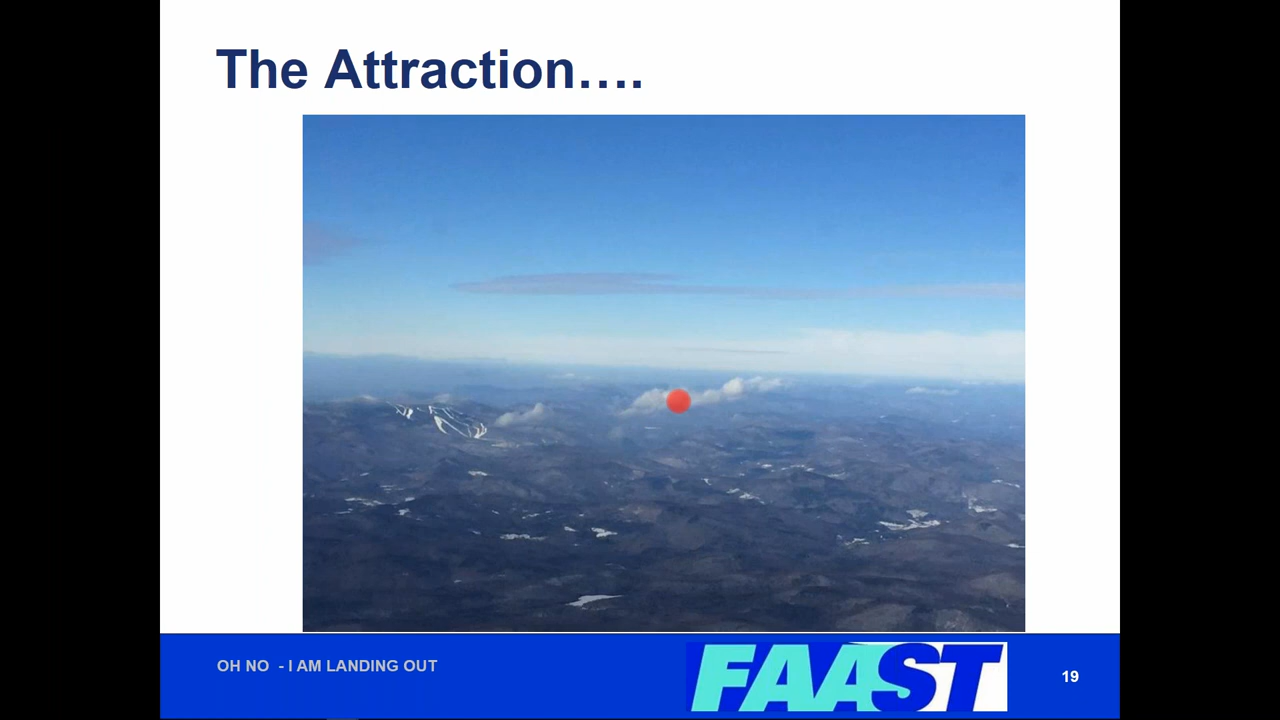 The Attraction….
OH NO - I AM LANDING OUT
FAAST
19